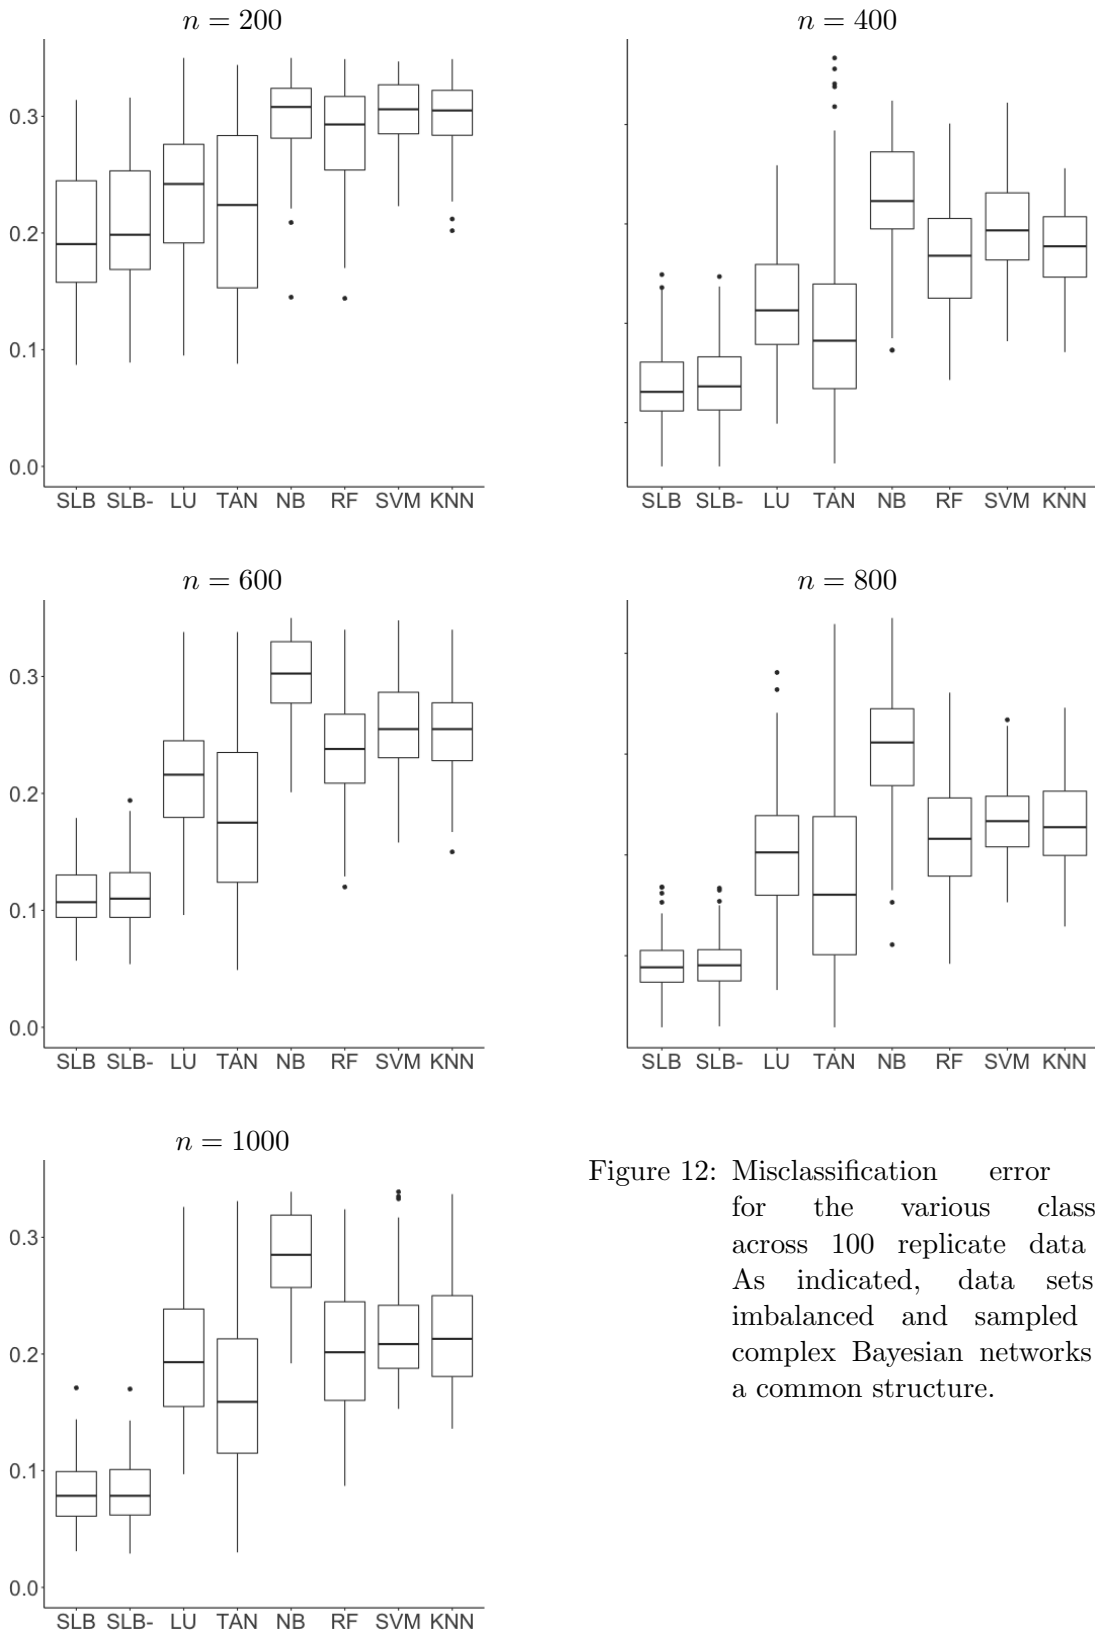 n = 200
0.3
0.2
0.1
0.0
SLB SLB- LU TAN NB RF SVM KNN
n = 400
SLB SLB- LU TAN NB RF SVM KNN
n = 600
0.3
0.2
0.1
0.0
SLB SLB- LU TAN NB RF SVM KNN
n = 800
SLB SLB- LU TAN NB RF SVM KNN
n = 1000
0.3
0.2
0.1
0.0
SLB SLB- LU TAN NB RF SVM KNN
Figure 12: Misclassification error
for the various class
across 100 replicate data
As indicated, data sets
imbalanced and sampled
complex Bayesian networks
a common structure.